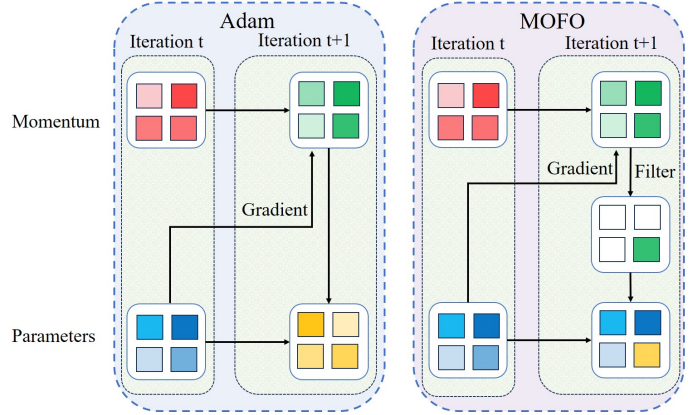 Adam
MOFO
Iteration t
Iteration t+1
Iteration t
Iteration t+1
Momentum
Gradient
Gradient
Filter
Parameters